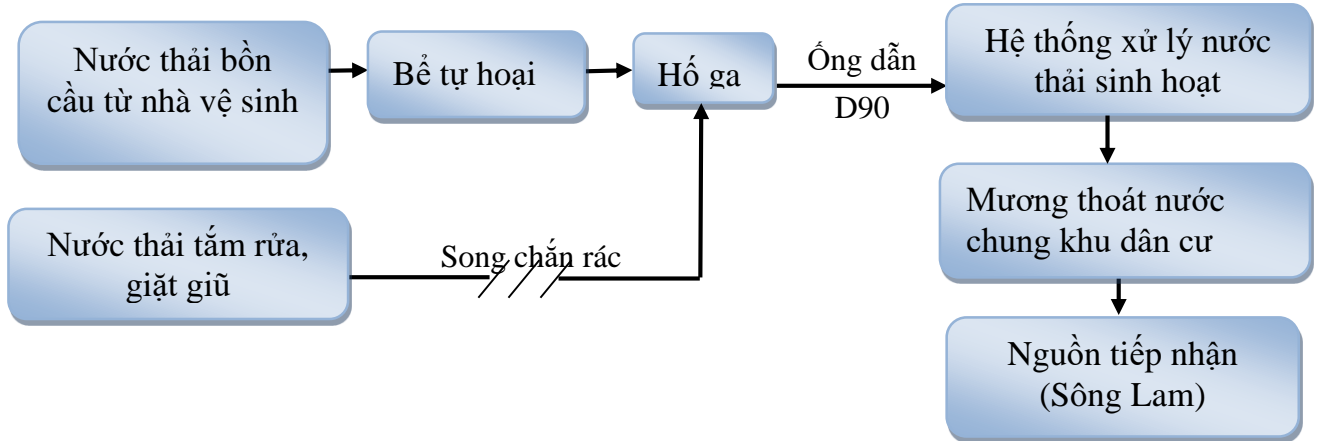 Nước thải bồn
cầu từ nhà vệ sinh
Bể tự hoại
Hố ga
Ống dẫn
D90
Hệ thống xử lý nước
thải sinh hoạt
Mương thoát nước
chung khu dân cư
Nước thải tắm rửa,
giặt giũ
Song chắn rác
Nguồn tiếp nhận
(Sông Lam)